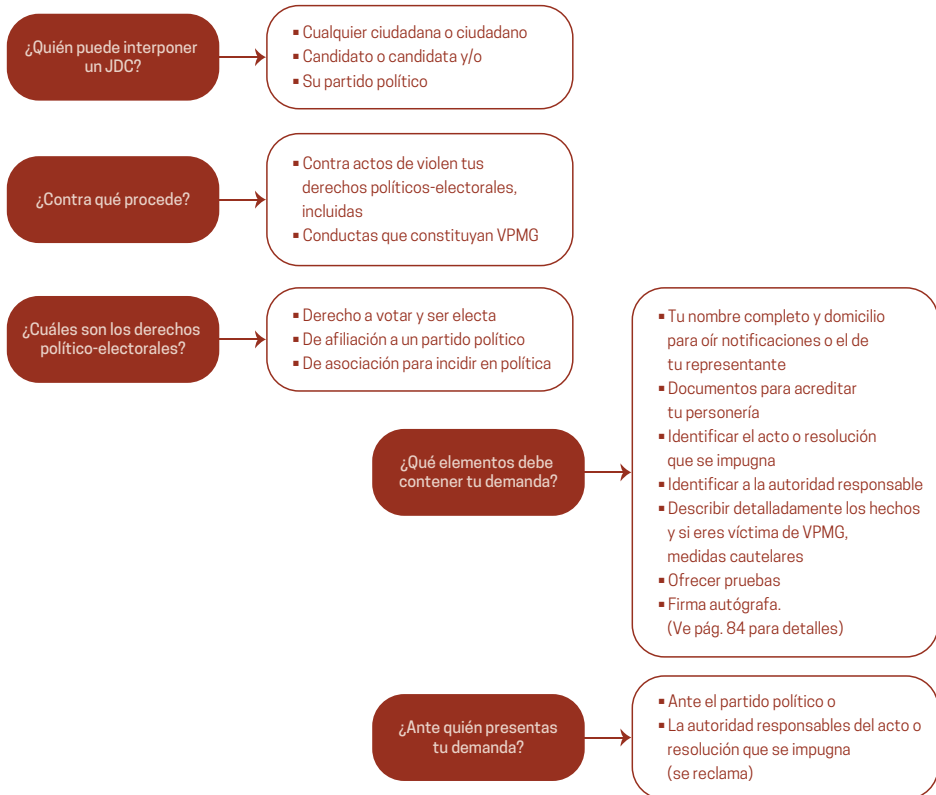 ¿Quién puede interponer
un JDC?
▪ Cualquier ciudadana o ciudadano
▪ Candidato o candidata y/o
▪ Su partido político
¿Contra qué procede?
▪ Contra actos de violen tus
derechos políticos-electorales,
incluidas
▪ Conductas que constituyan VPMG
¿Cuáles son los derechos
político-electorales?
▪ Derecho a votar y ser electa
▪ De afiliación a un partido político
▪ De asociación para incidir en política
¿Qué elementos debe
contener tu demanda?
▪ Tu nombre completo y domicilio
para oír notificaciones o el de
tu representante
▪ Documentos para acreditar
tu personería
▪ Identificar el acto o resolución
que se impugna
▪ Identificar a la autoridad responsable
▪ Describir detalladamente los hechos
y si eres víctima de VPMG,
medidas cautelares
▪ Ofrecer pruebas
▪ Firma autógrafa.
(Ve pág. 84 para detalles)
¿Ante quién presentas
tu demanda?
▪ Ante el partido político o
▪ La autoridad responsables del acto o
resolución que se impugna
(se reclama)